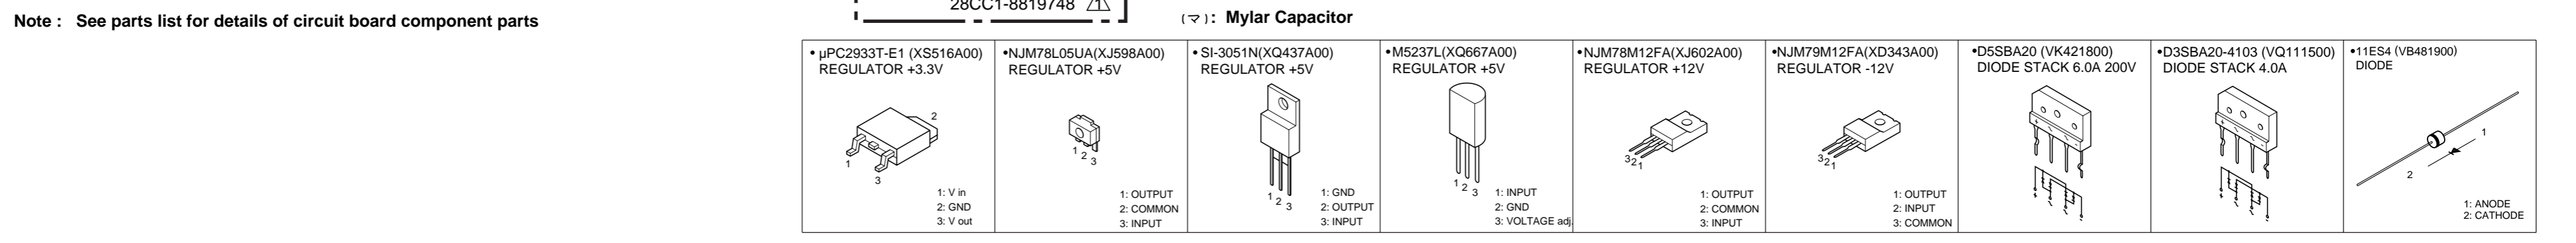 28CC1-8819748 1
Note : See parts list for details of circuit board component parts
(マ): Mylar Capacitor
• µPC2933T-E1 (XS516A00)
REGULATOR +3.3V
2
1
3
1: V in
2: GND
3: V out
•NJM78L05UA(XJ598A00)
REGULATOR +5V
1 2 3
1: OUTPUT
2: COMMON
3: INPUT
• SI-3051N(XQ437A00)
REGULATOR +5V
1 2 3
1: GND
2: OUTPUT
3: INPUT
•M5237L(XQ667A00)
REGULATOR +5V
1 2 3
1: INPUT
2: GND
3: VOLTAGE adj.
•NJM78M12FA(XJ602A00)
REGULATOR +12V
3 2 1
1: OUTPUT
2: COMMON
3: INPUT
•NJM79M12FA(XD343A00)
REGULATOR -12V
3 2 1
1: OUTPUT
2: INPUT
3: COMMON
•D5SBA20 (VK421800)
DIODE STACK 6.0A 200V
•D3SBA20-4103 (VQ111500)
DIODE STACK 4.0A
•11ES4 (VB481900)
DIODE
1
2
1: ANODE
2: CATHODE